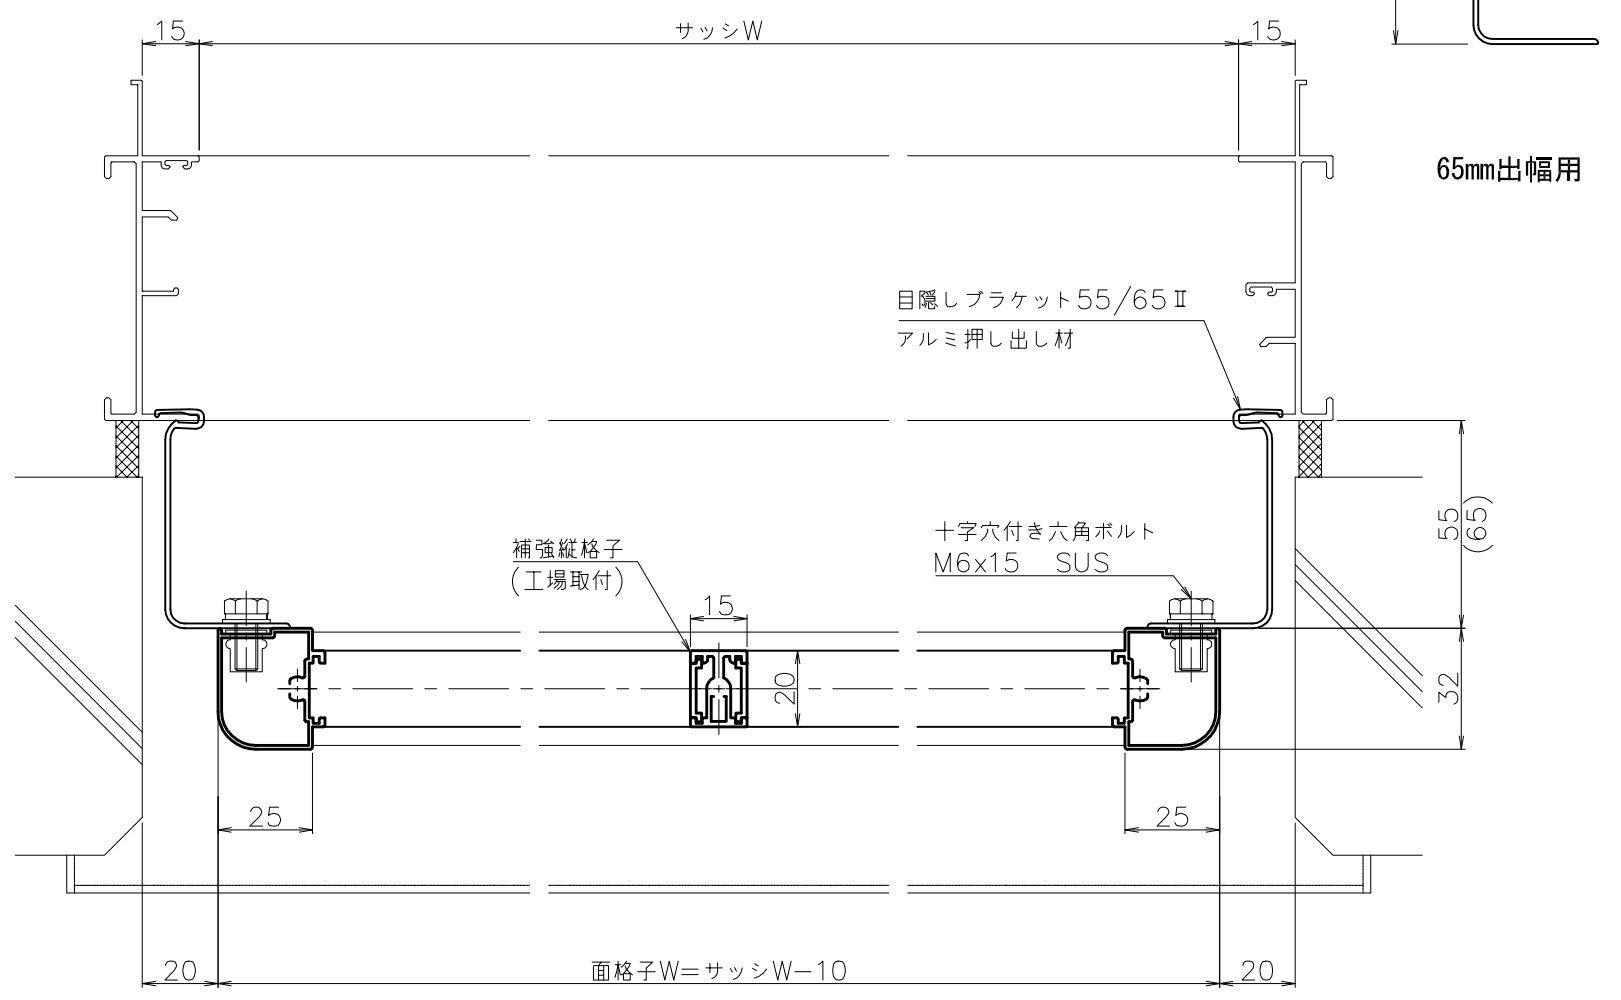 15
サッシW
15
65mm出幅用
目隠しブラケット55/65Ⅱ
アルミ押し出し材
十字穴付き六角ボルト
M6x15 SUS
55
(65)
補強縦格子
(工場取付)
15
20
32
25
25
20
面格子W=サッシW−10
20